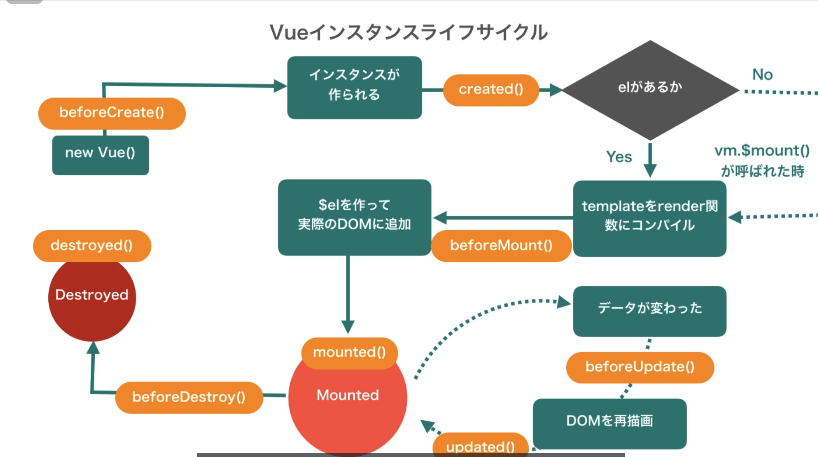 Vueインスタンスライフサイクル
インスタンスが
作られる
created()
elがあるか
No
beforeCreate()
new Vue()
Yes
vm.$mount()
が呼ばれた時
$elを作って
実際のDOMに追加
templateをrender関
数にコンパイル
beforeMount()
destroyed()
Destroyed
データが変わった
mounted()
Mounted
beforeUpdate()
beforeDestroy()
DOMを再描画
updated()